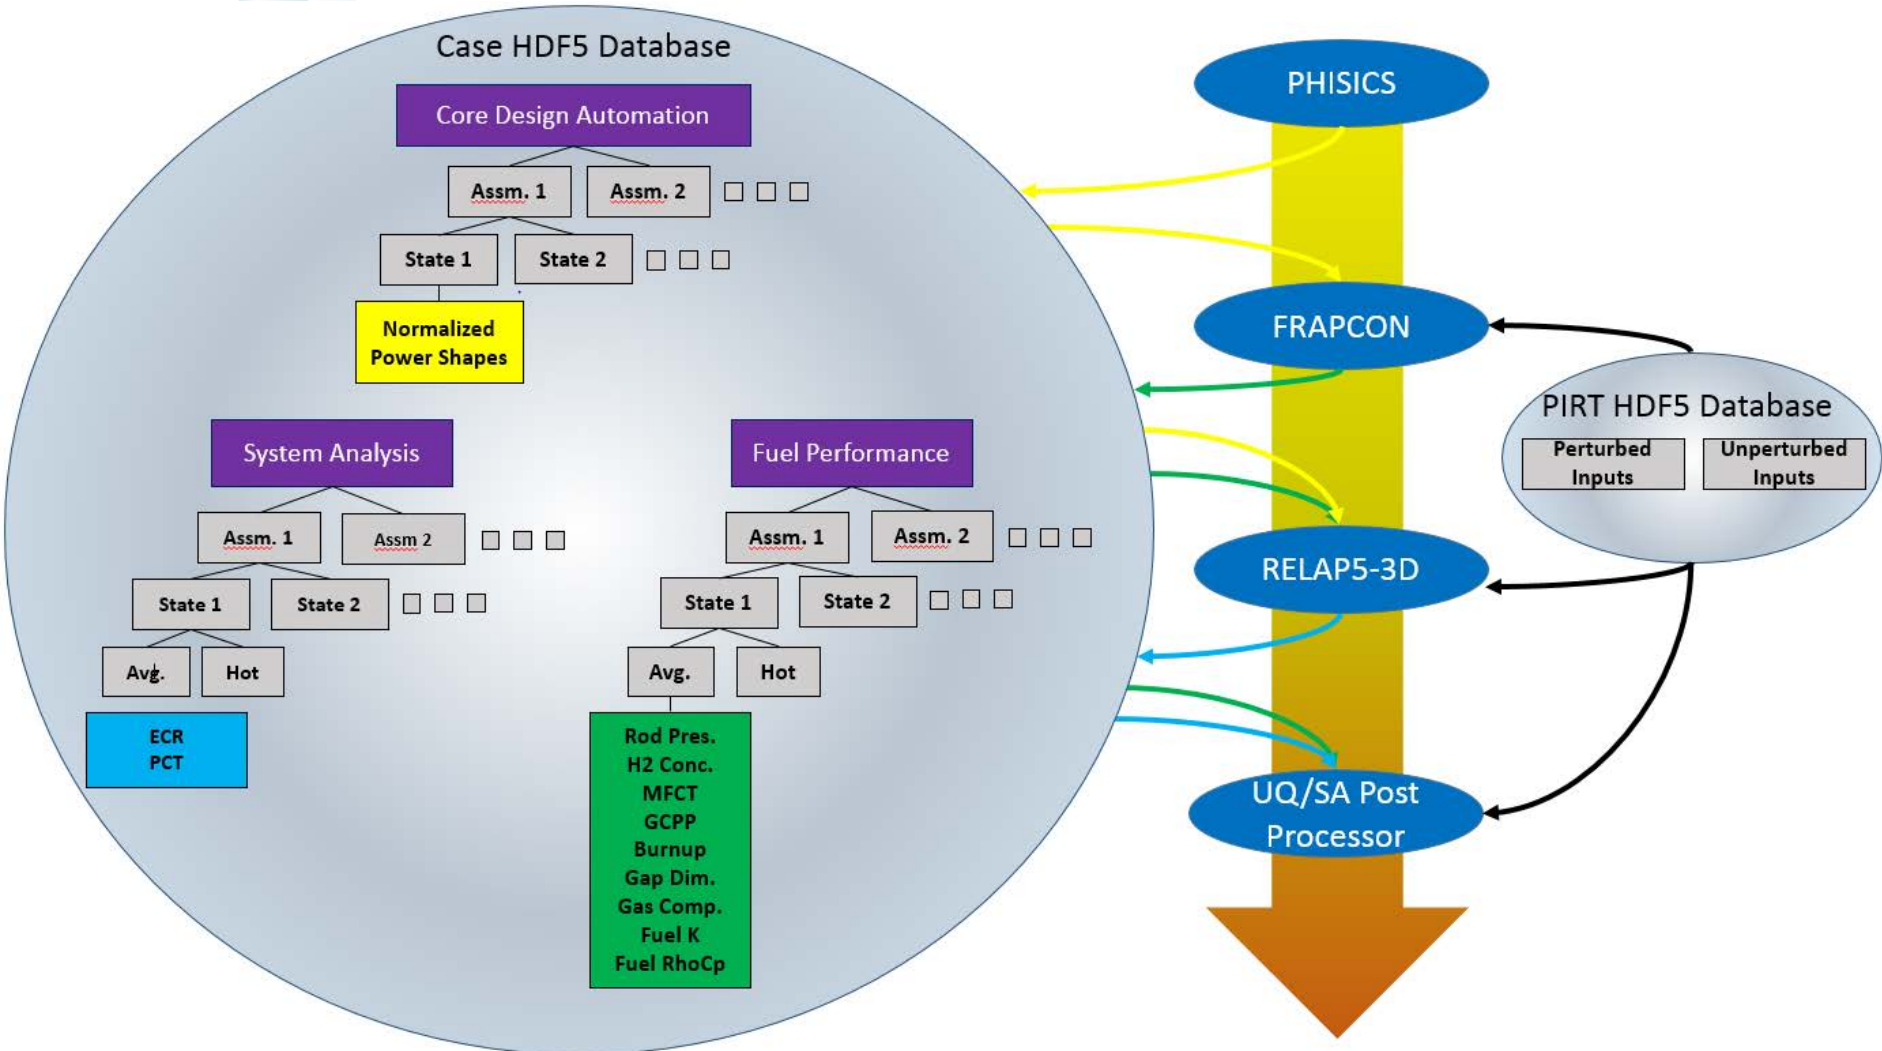 Case HDF5 Database
Core Design Automation
Assm. 1
Assm. 2
State 1
State 2
Normalized
Power Shapes
System Analysis
Assm. 1
Assm 2
State 1
State 2
Avg.
Hot
ECR
PCT
Fuel Performance
Assm. 1
Assm. 2
State 1
State 2
Avg.
Hot
Rod Pres.
H2 Conc.
MFCT
GCPP
Burnup
Gap Dim.
Gas Comp.
Fuel K
Fuel RhoCp
PHISICS
FRAPCON
RELAP5-3D
UQ/SA Post
Processor
PIRT HDF5 Database
Perturbed
Inputs
Unperturbed
Inputs